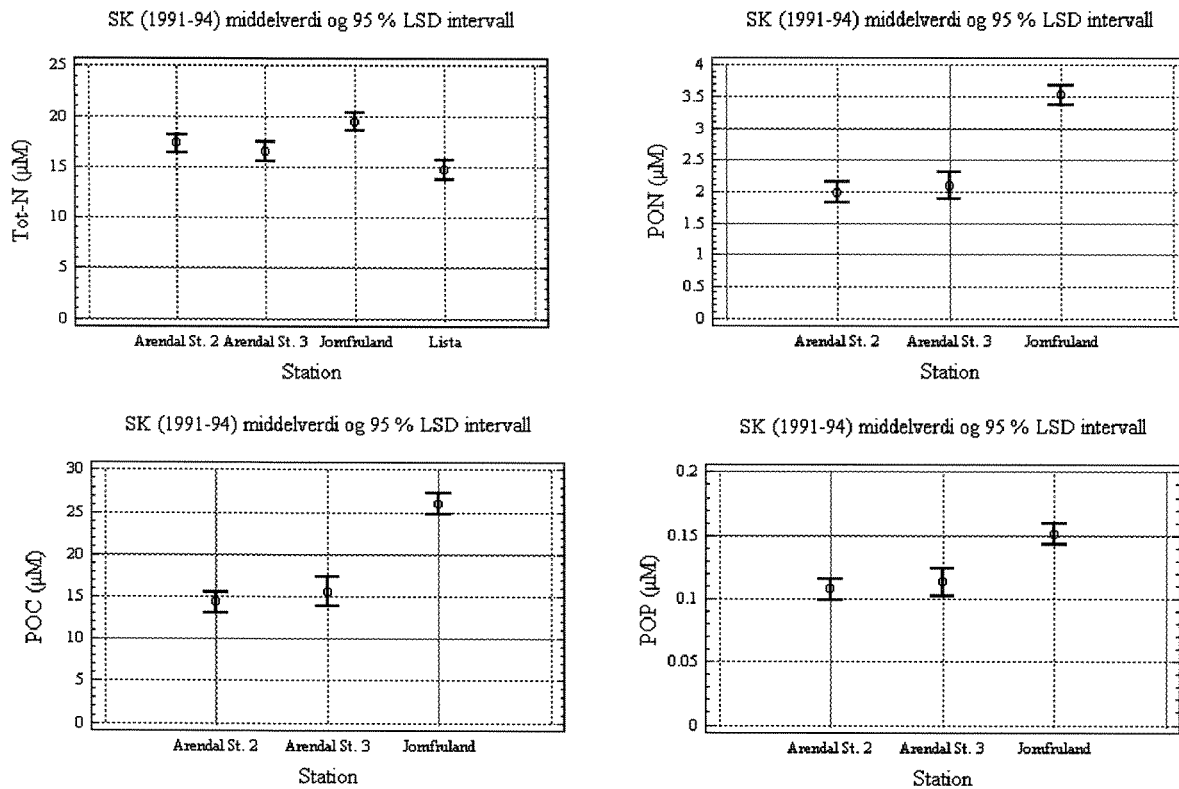 SK (1991-94) middelverdi og 95 % LSD intervall
Tot-N (µM)
25
20
15
10
5
0
Arendal St. 2 Arendal St. 3 Jomfruland Lista
Station
SK (1991-94) middelverdi og 95 % LSD intervall
PON (µM)
4
3.5
3
2.5
2
1.5
1
0.5
0
Arendal St. 2 Arendal St. 3 Jomfruland
Station
SK (1991-94) middelverdi og 95 % LSD intervall
POC (µM)
30
25
20
15
10
5
0
Arendal St. 2 Arendal St. 3 Jomfruland
Station
SK (1991-94) middelverdi og 95 % LSD intervall
POP (µM)
0.2
0.15
0.1
0.05
0
Arendal St. 2 Arendal St. 3 Jomfruland
Station